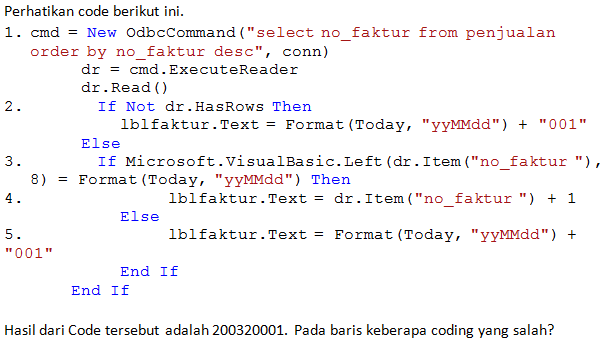 Perhatikan code berikut ini.
1. cmd = New OdbcCommand("select no_faktur from penjualan
order by no_faktur desc", conn)
dr = cmd.ExecuteReader
dr.Read()
2. If Not dr.HasRows Then
lblfaktur.Text = Format(Today, "yyMMdd") + "001"
Else
3. If Microsoft.VisualBasic.Left(dr.Item("no_faktur "),
8) = Format(Today, "yyMMdd") Then
4. lblfaktur.Text = dr.Item("no_faktur ") + 1
Else
5. lblfaktur.Text = Format(Today, "yyMMdd") +
"001"
End If
End If
Hasil dari Code tersebut adalah 200320001. Pada baris keberapa coding yang salah?